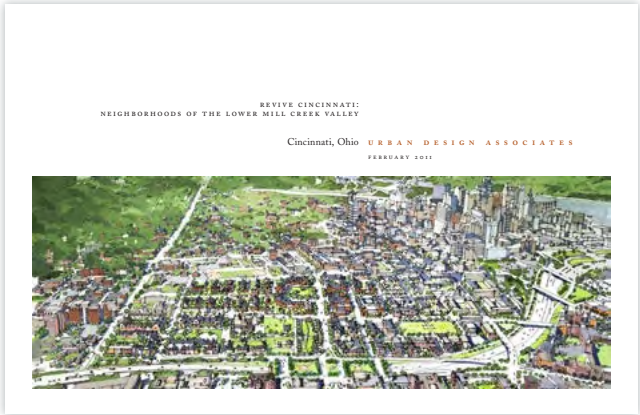 REVIVE CINCINNATI:
NEIGHBORHOODS OF THE LOWER MILL CREEK VALLEY
Cincinnati, Ohio URBAN DESIGN ASSOCIATES
FEBRUARY 2011